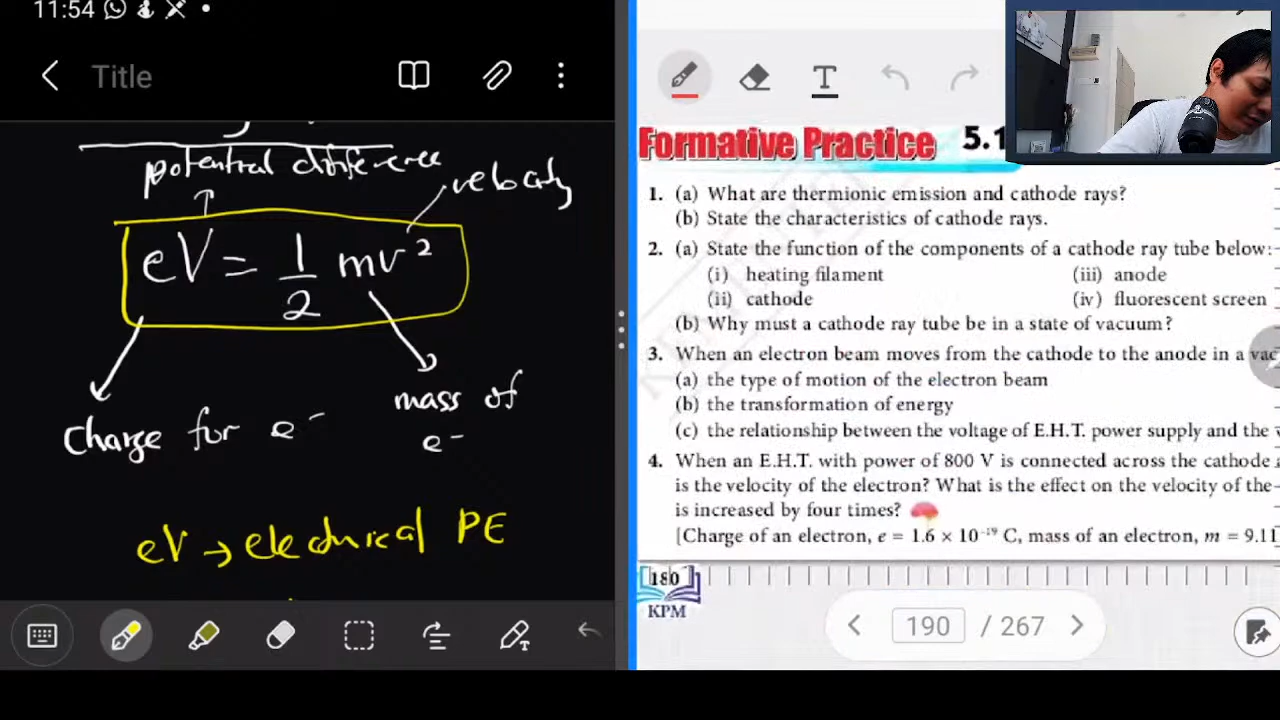 11:54
Title
potential difference
velocity
eV = 1/2 mv²
Charge for e⁻
mass of
e⁻
eV → electrical PE
Formative Practice 5.1
1. (a) What are thermionic emission and cathode rays?
(b) State the characteristics of cathode rays.
2. (a) State the function of the components of a cathode ray tube below:
(i) heating filament
(iii) anode
(ii) cathode
(iv) fluorescent screen
(b) Why must a cathode ray tube be in a state of vacuum?
3. When an electron beam moves from the cathode to the anode in a vac
(a) the type of motion of the electron beam
(b) the transformation of energy
(c) the relationship between the voltage of E.H.T. power supply and the
4. When an E.H.T. with power of 800 V is connected across the cathode
is the velocity of the electron? What is the effect on the velocity of the
is increased by four times?
[Charge of an electron, e = 1.6 × 10⁻¹⁹ C, mass of an electron, m = 9.11
180
KPM
190 / 267
T